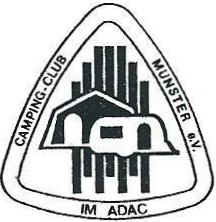 CAMPING-CLUB
MÜNSTER e.V.
IM ADAC